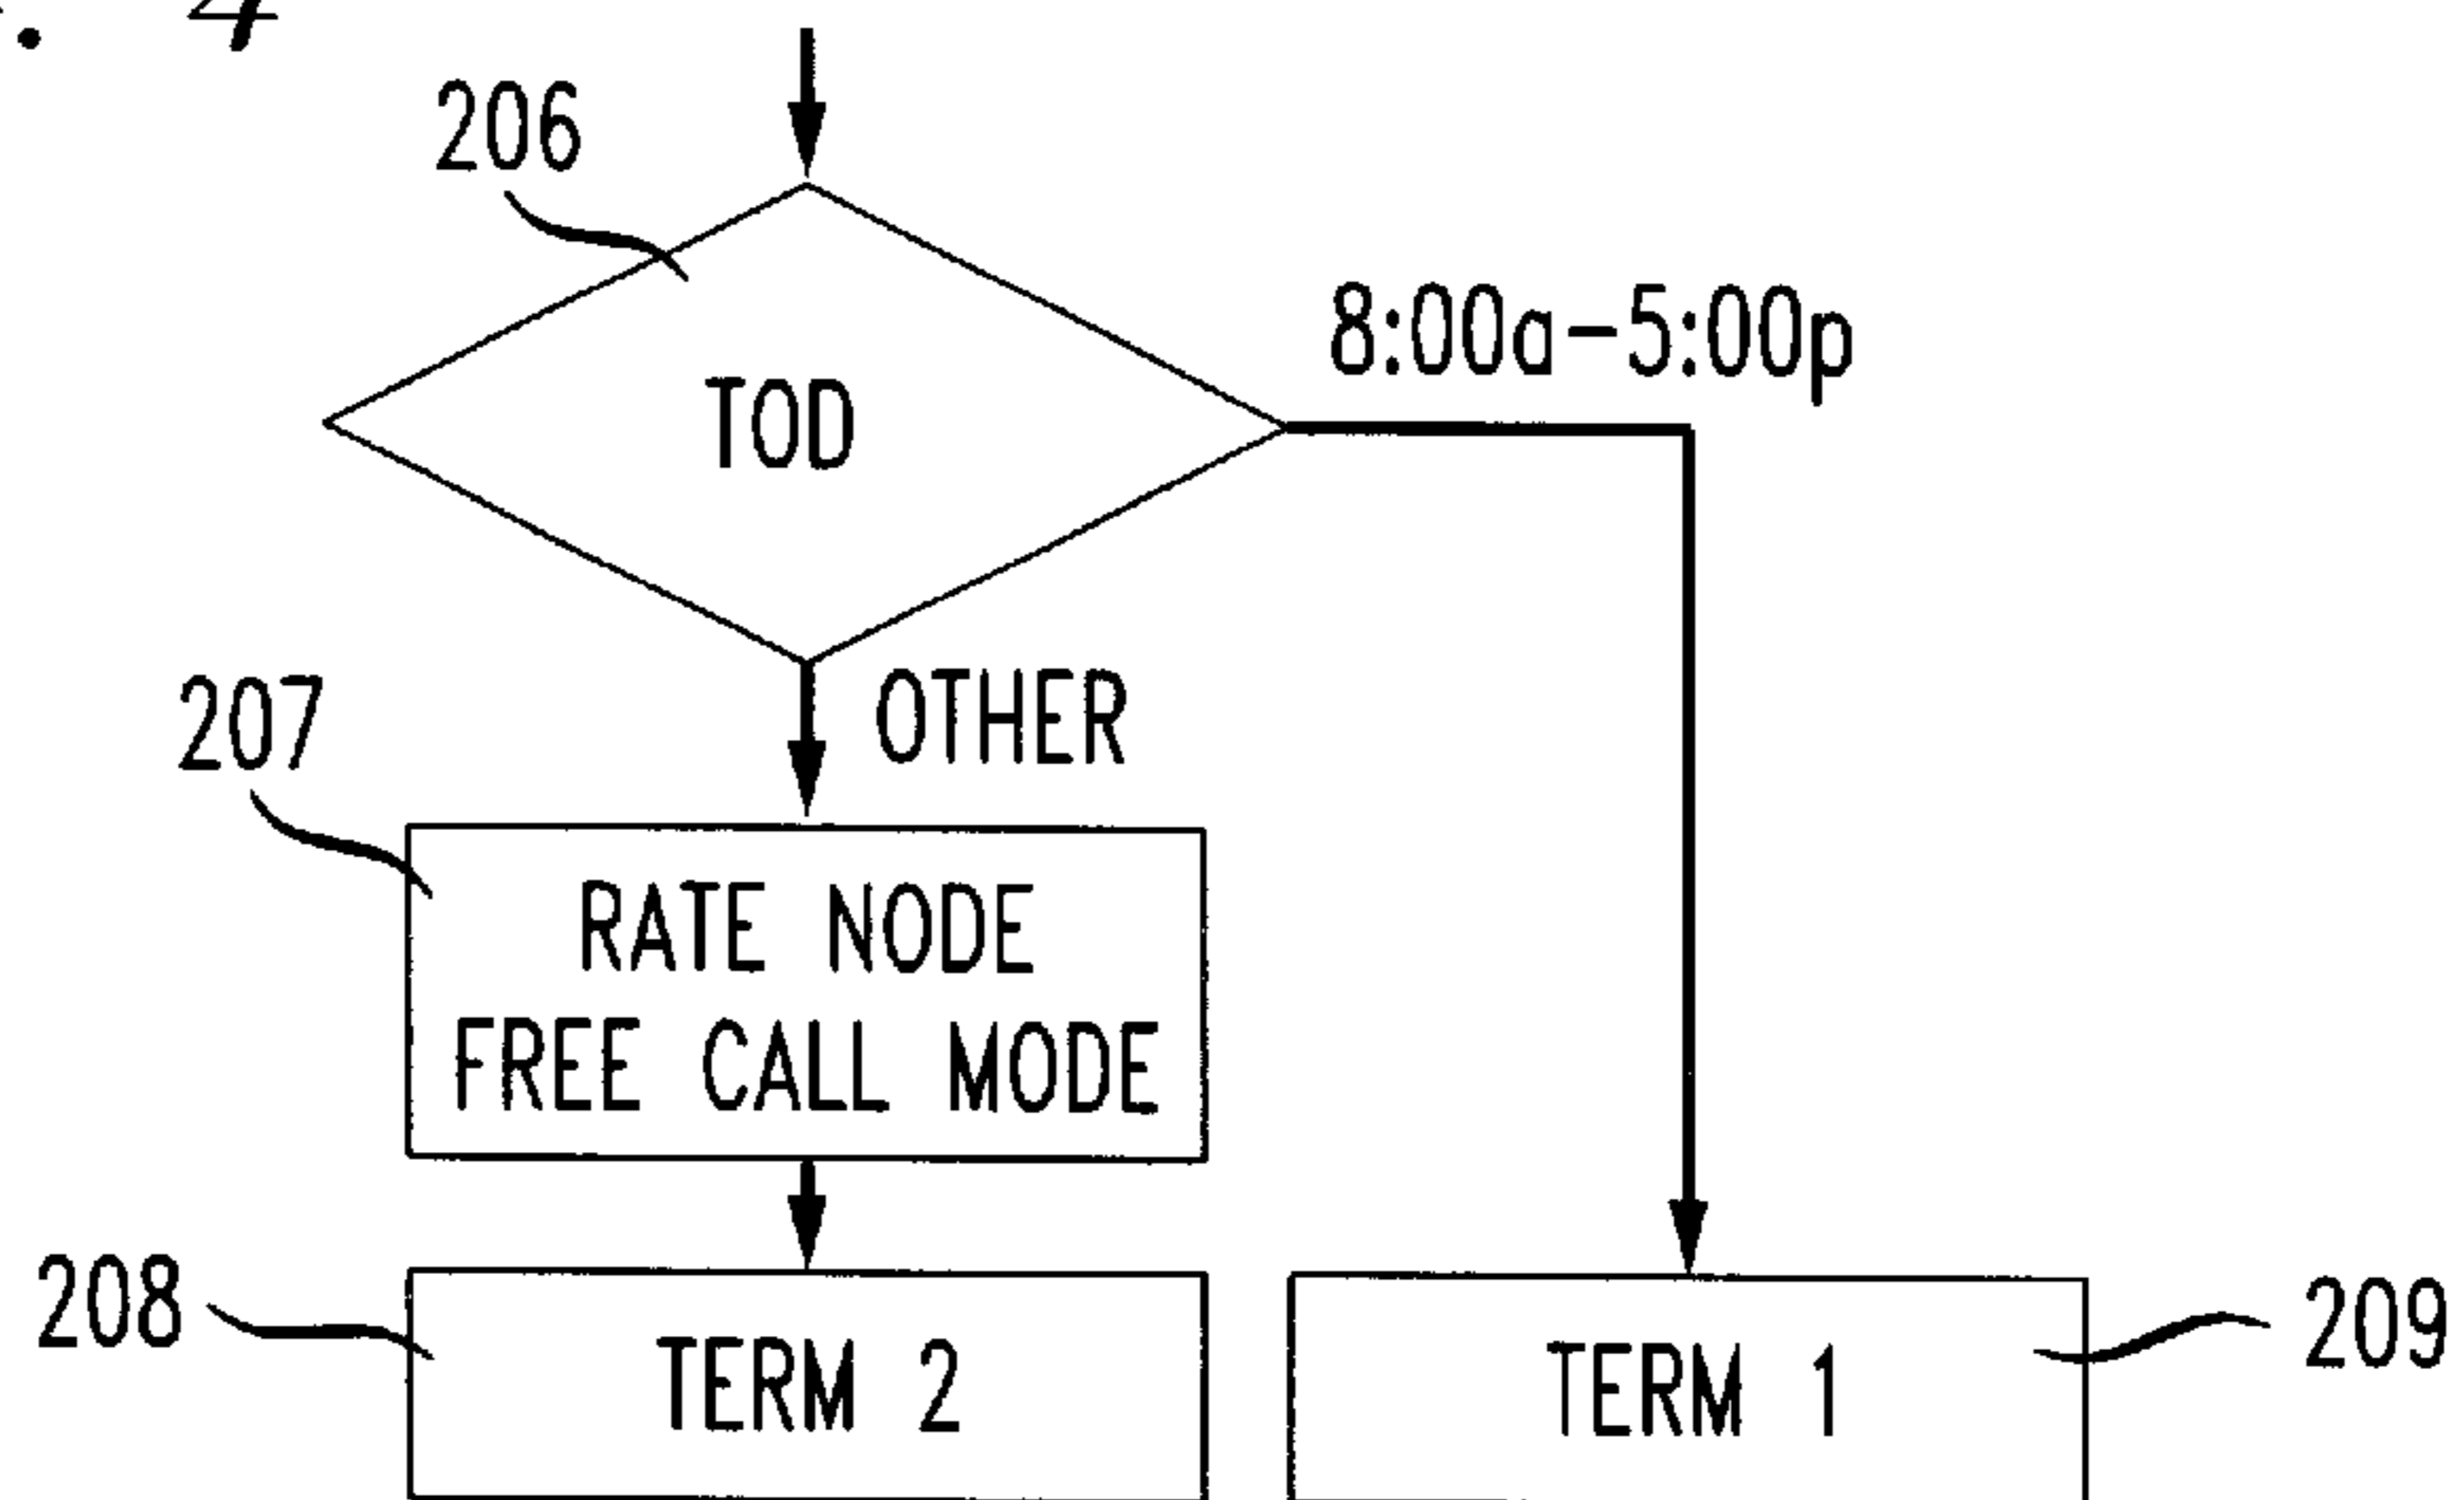 . 4
206
8:00a-5:00p
TOD
OTHER
207
RATE NODE
FREE CALL MODE
208
TERM 2
TERM 1
209